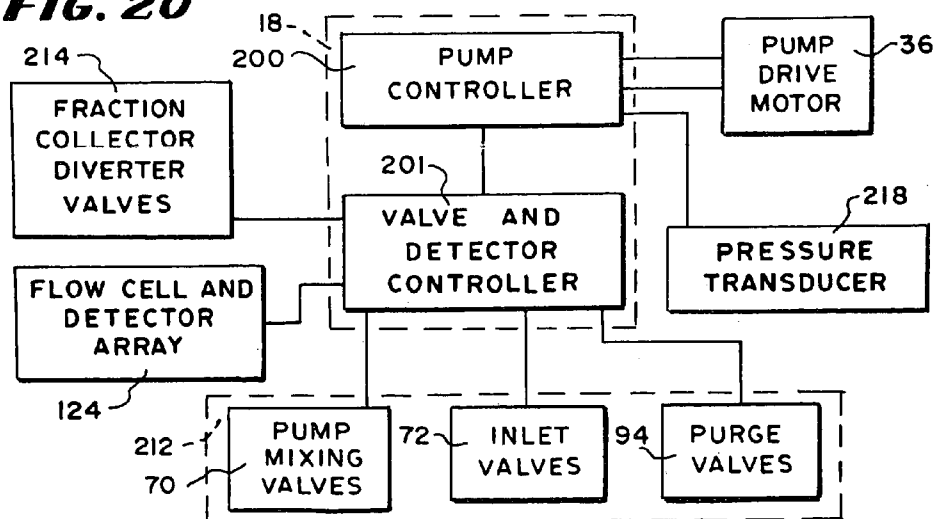 FIG. 20
18
200
PUMP
CONTROLLER
PUMP
DRIVE
MOTOR
36
214
FRACTION
COLLECTOR
DIVERTER
VALVES
201
VALVE AND
DETECTOR
CONTROLLER
218
PRESSURE
TRANSDUCER
FLOW CELL AND
DETECTOR
ARRAY
124
212
70
PUMP
MIXING
VALVES
72
INLET
VALVES
94
PURGE
VALVES